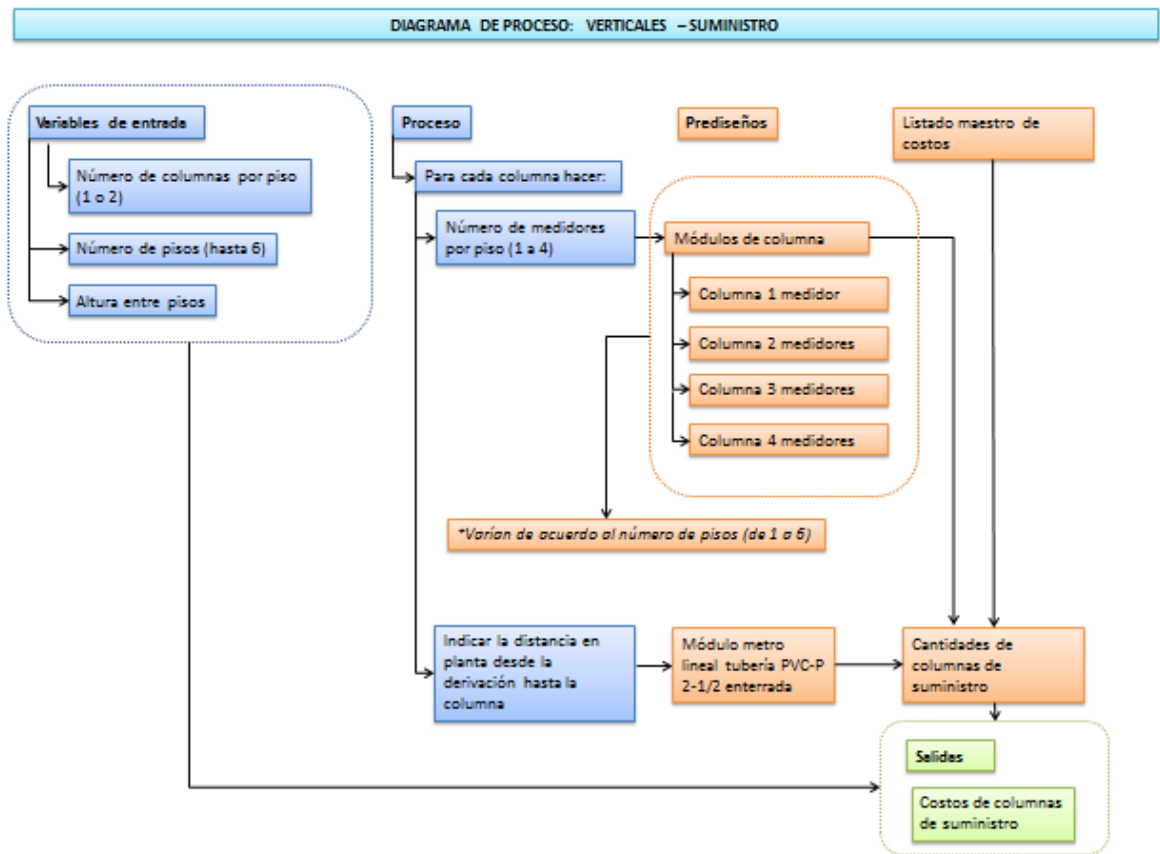 DIAGRAMA DE PROCESO: VERTICALES – SUMINISTRO
Variables de entrada
Número de columnas por piso
(1 o 2)
Número de pisos (hasta 6)
Altura entre pisos
Proceso
Para cada columna hacer:
Número de medidores
por piso (1 a 4)
Indicar la distancia en
planta desde la
derivación hasta la
columna
Prediseños
Módulos de columna
Columna 1 medidor
Columna 2 medidores
Columna 3 medidores
Columna 4 medidores
*Varían de acuerdo al número de pisos (de 1 a 6)
Módulo metro
lineal tubería PVC-P
2-1/2 enterrada
Listado maestro de
costos
Cantidades de
columnas de
suministro
Salidas
Costos de columnas
de suministro